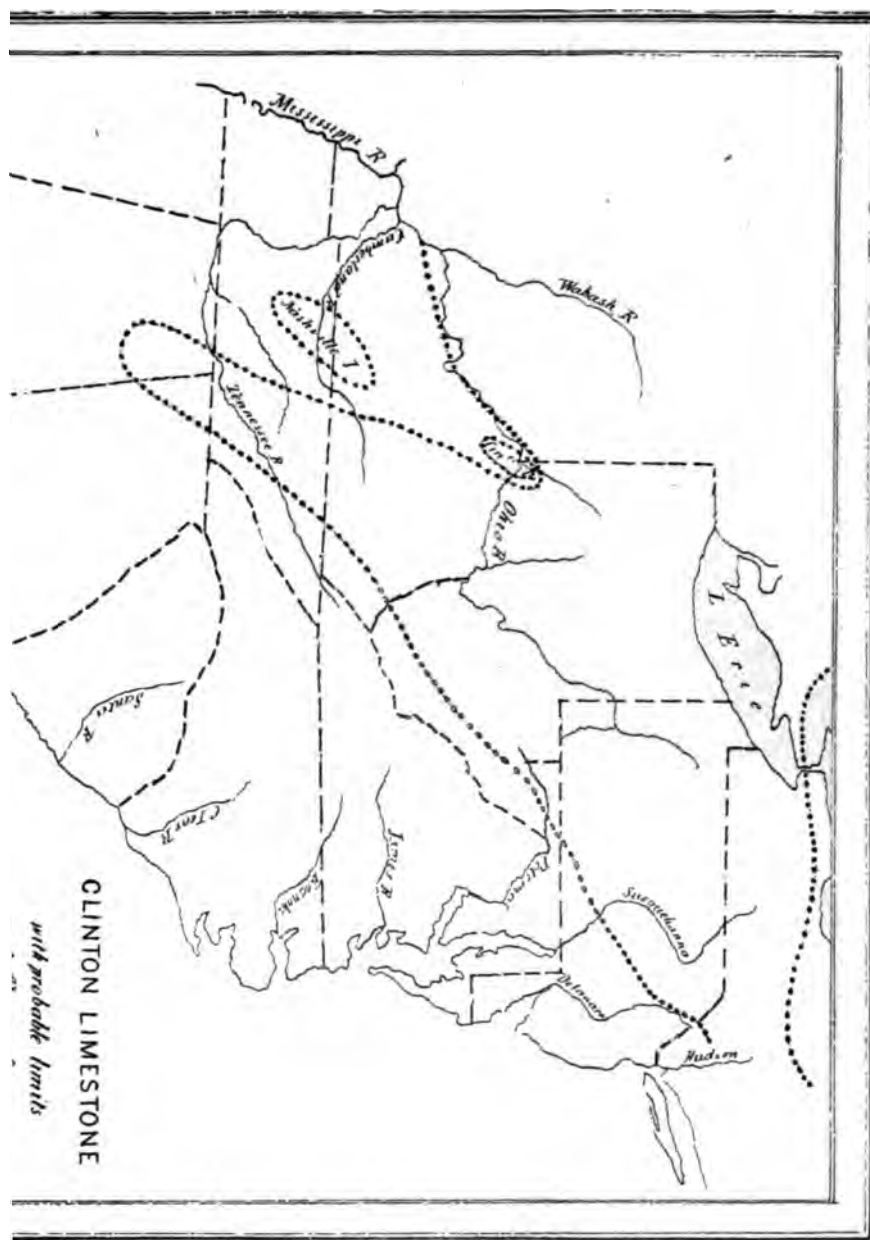 Mississippi R
Wabash R
Cumberland R
Nashville I
Tennessee R
Ohio R
L Erie
Santee R
C Fear R
Roanok
James R
Potomac
Susquehanna
Delaware
Hudson
CLINTON LIMESTONE
with probable limits